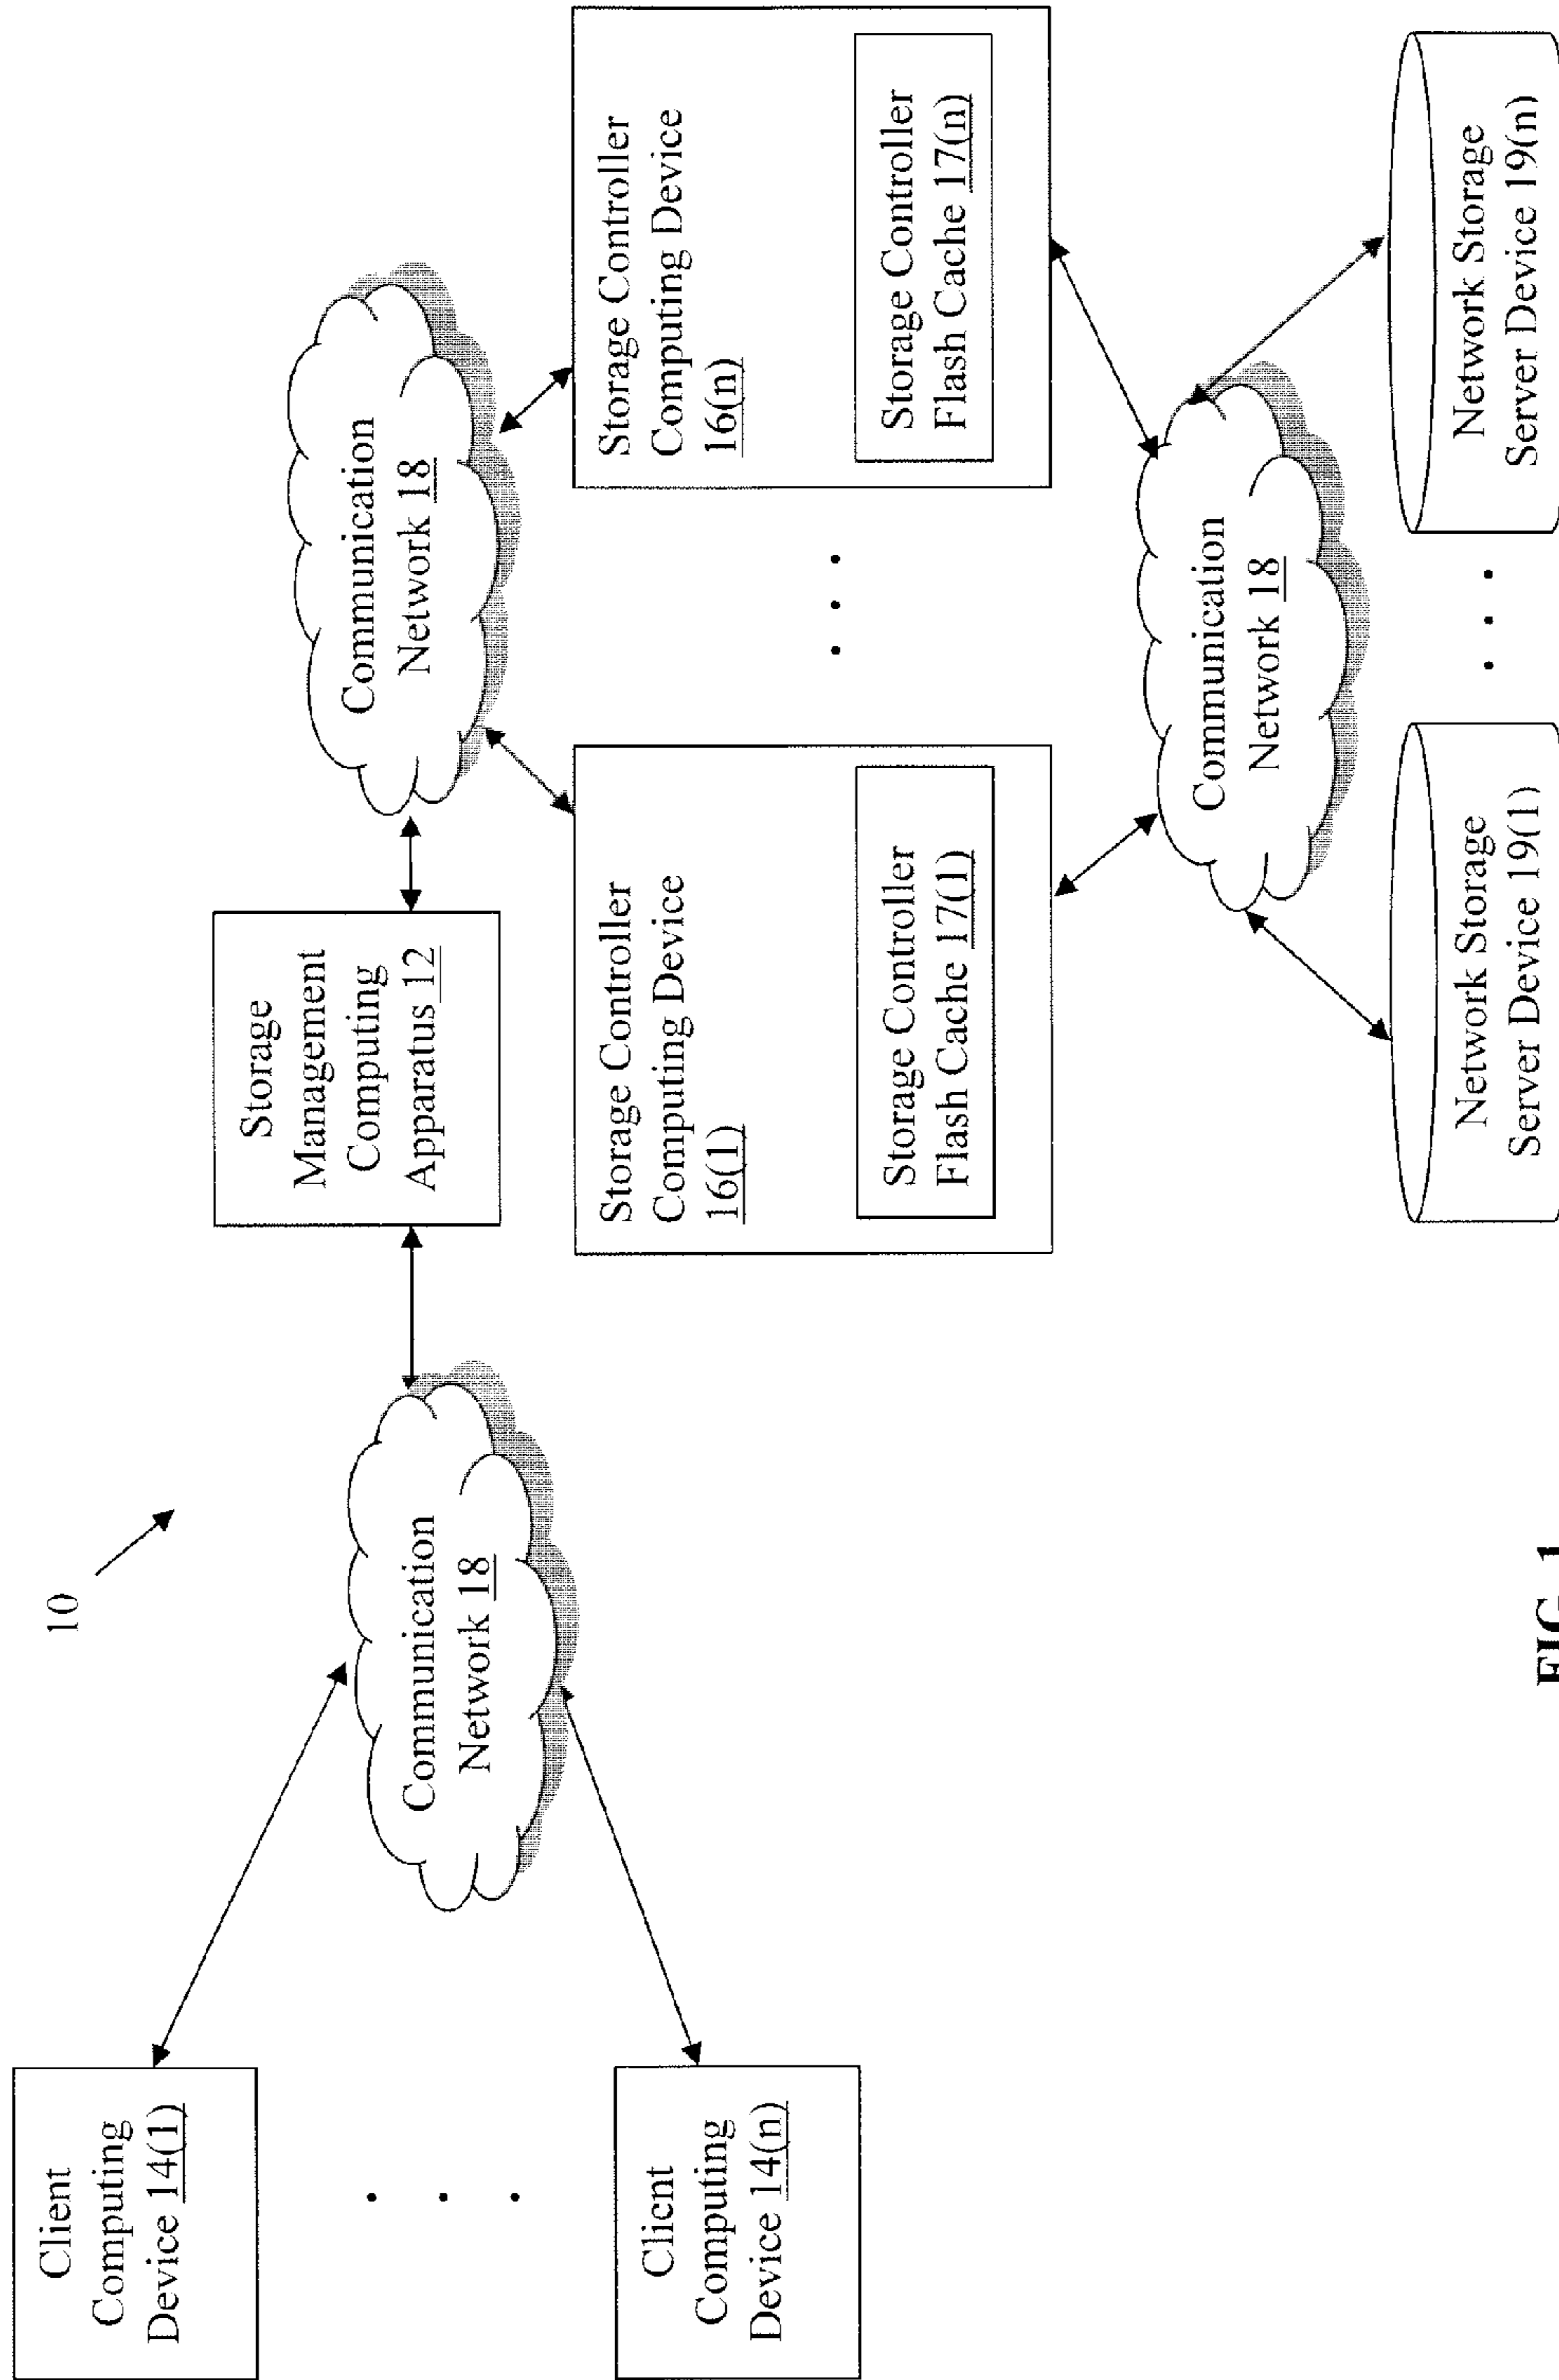 10
Client
Computing
Device 14(1)
Client
Computing
Device 14(n)
Communication
Network 18
Storage
Management
Computing
Apparatus 12
Communication
Network 18
Storage Controller
Computing Device
16(1)
Storage Controller
Flash Cache 17(1)
Storage Controller
Computing Device
16(n)
Storage Controller
Flash Cache 17(n)
Communication
Network 18
Network Storage
Server Device 19(1)
Network Storage
Server Device 19(n)
FIG. 1